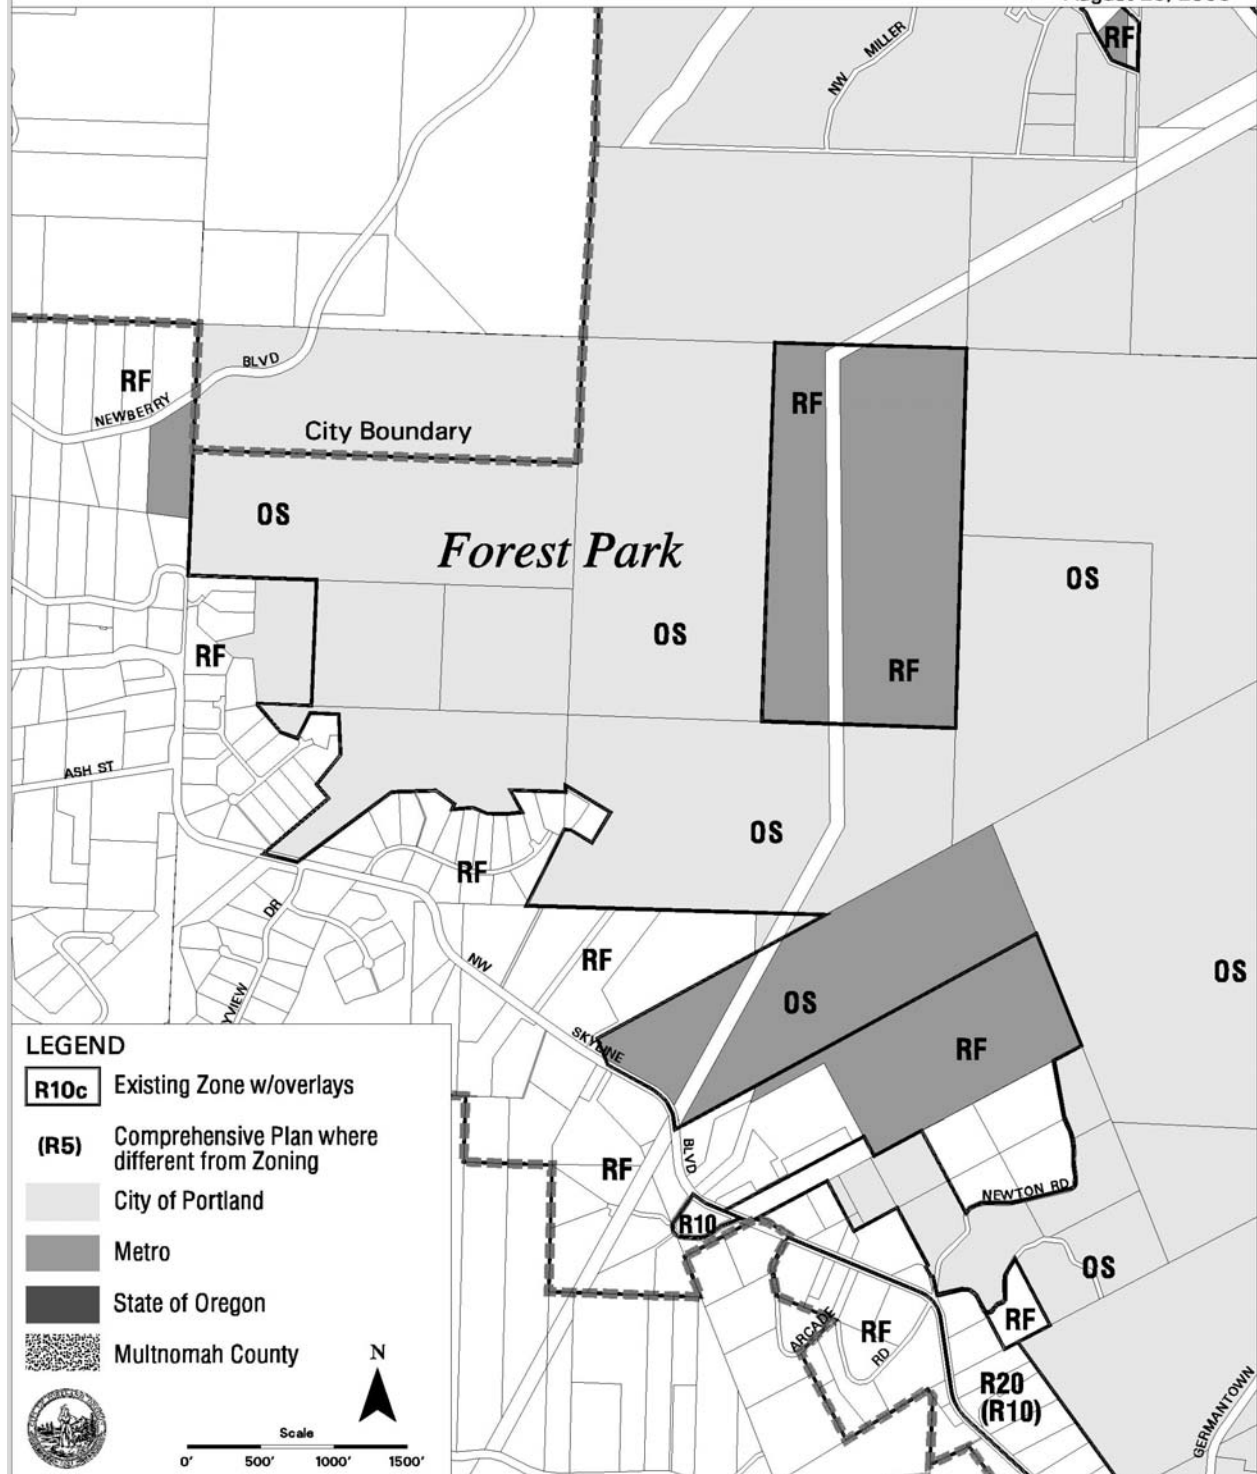 RF
NW MILLER
BLVD
RF
NEWBERRY
City Boundary
RF
OS
Forest Park
OS
OS
RF
RF
ASH ST
OS
RF
DR
NW
RF
OS
OS
YVIEW
SKYLINE
RF
BLVD
RF
NEWTON RD
R10
OS
RF
ARCADE
RF
RD
R20
(R10)
GERMANTOWN
LEGEND
R10c Existing Zone w/overlays
(R5) Comprehensive Plan where
different from Zoning
City of Portland
Metro
State of Oregon
Multnomah County
N
Scale
0' 500' 1000' 1500'